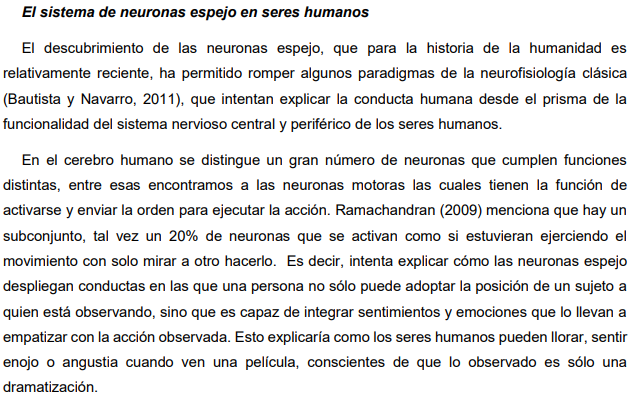 El sistema de neuronas espejo en seres humanos
El descubrimiento de las neuronas espejo, que para la historia de la humanidad es
relativamente reciente, ha permitido romper algunos paradigmas de la neurofisiología clásica
(Bautista y Navarro, 2011), que intentan explicar la conducta humana desde el prisma de la
funcionalidad del sistema nervioso central y periférico de los seres humanos.
En el cerebro humano se distingue un gran número de neuronas que cumplen funciones
distintas, entre esas encontramos a las neuronas motoras las cuales tienen la función de
activarse y enviar la orden para ejecutar la acción. Ramachandran (2009) menciona que hay un
subconjunto, tal vez un 20% de neuronas que se activan como si estuvieran ejerciendo el
movimiento con solo mirar a otro hacerlo. Es decir, intenta explicar cómo las neuronas espejo
despliegan conductas en las que una persona no sólo puede adoptar la posición de un sujeto a
quien está observando, sino que es capaz de integrar sentimientos y emociones que lo llevan a
empatizar con la acción observada. Esto explicaría como los seres humanos pueden llorar, sentir
enojo o angustia cuando ven una película, conscientes de que lo observado es sólo una
dramatización.